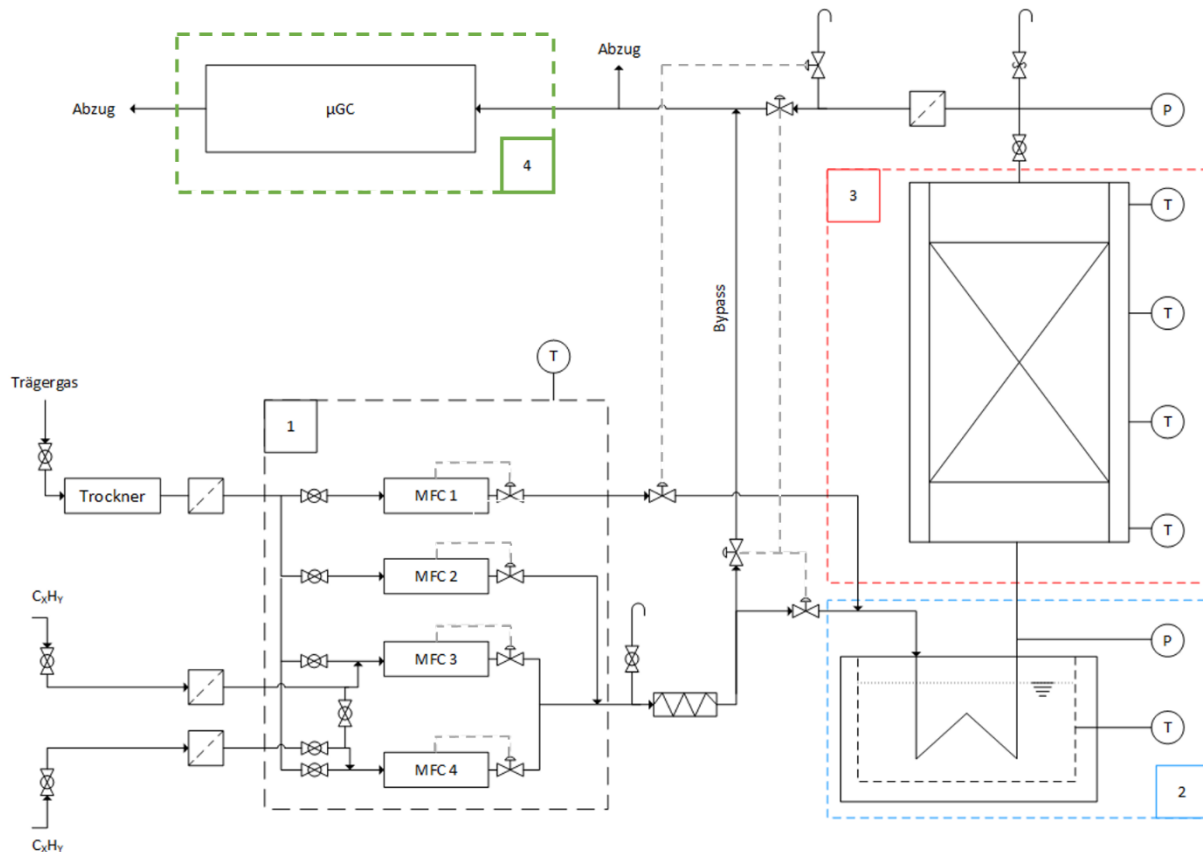 Abzug
Abzug
µGC
4
P
3
T
T
T
T
Bypass
T
Trägergas
1
Trockner
MFC 1
MFC 2
CXHY
MFC 3
MFC 4
CXHY
P
T
2